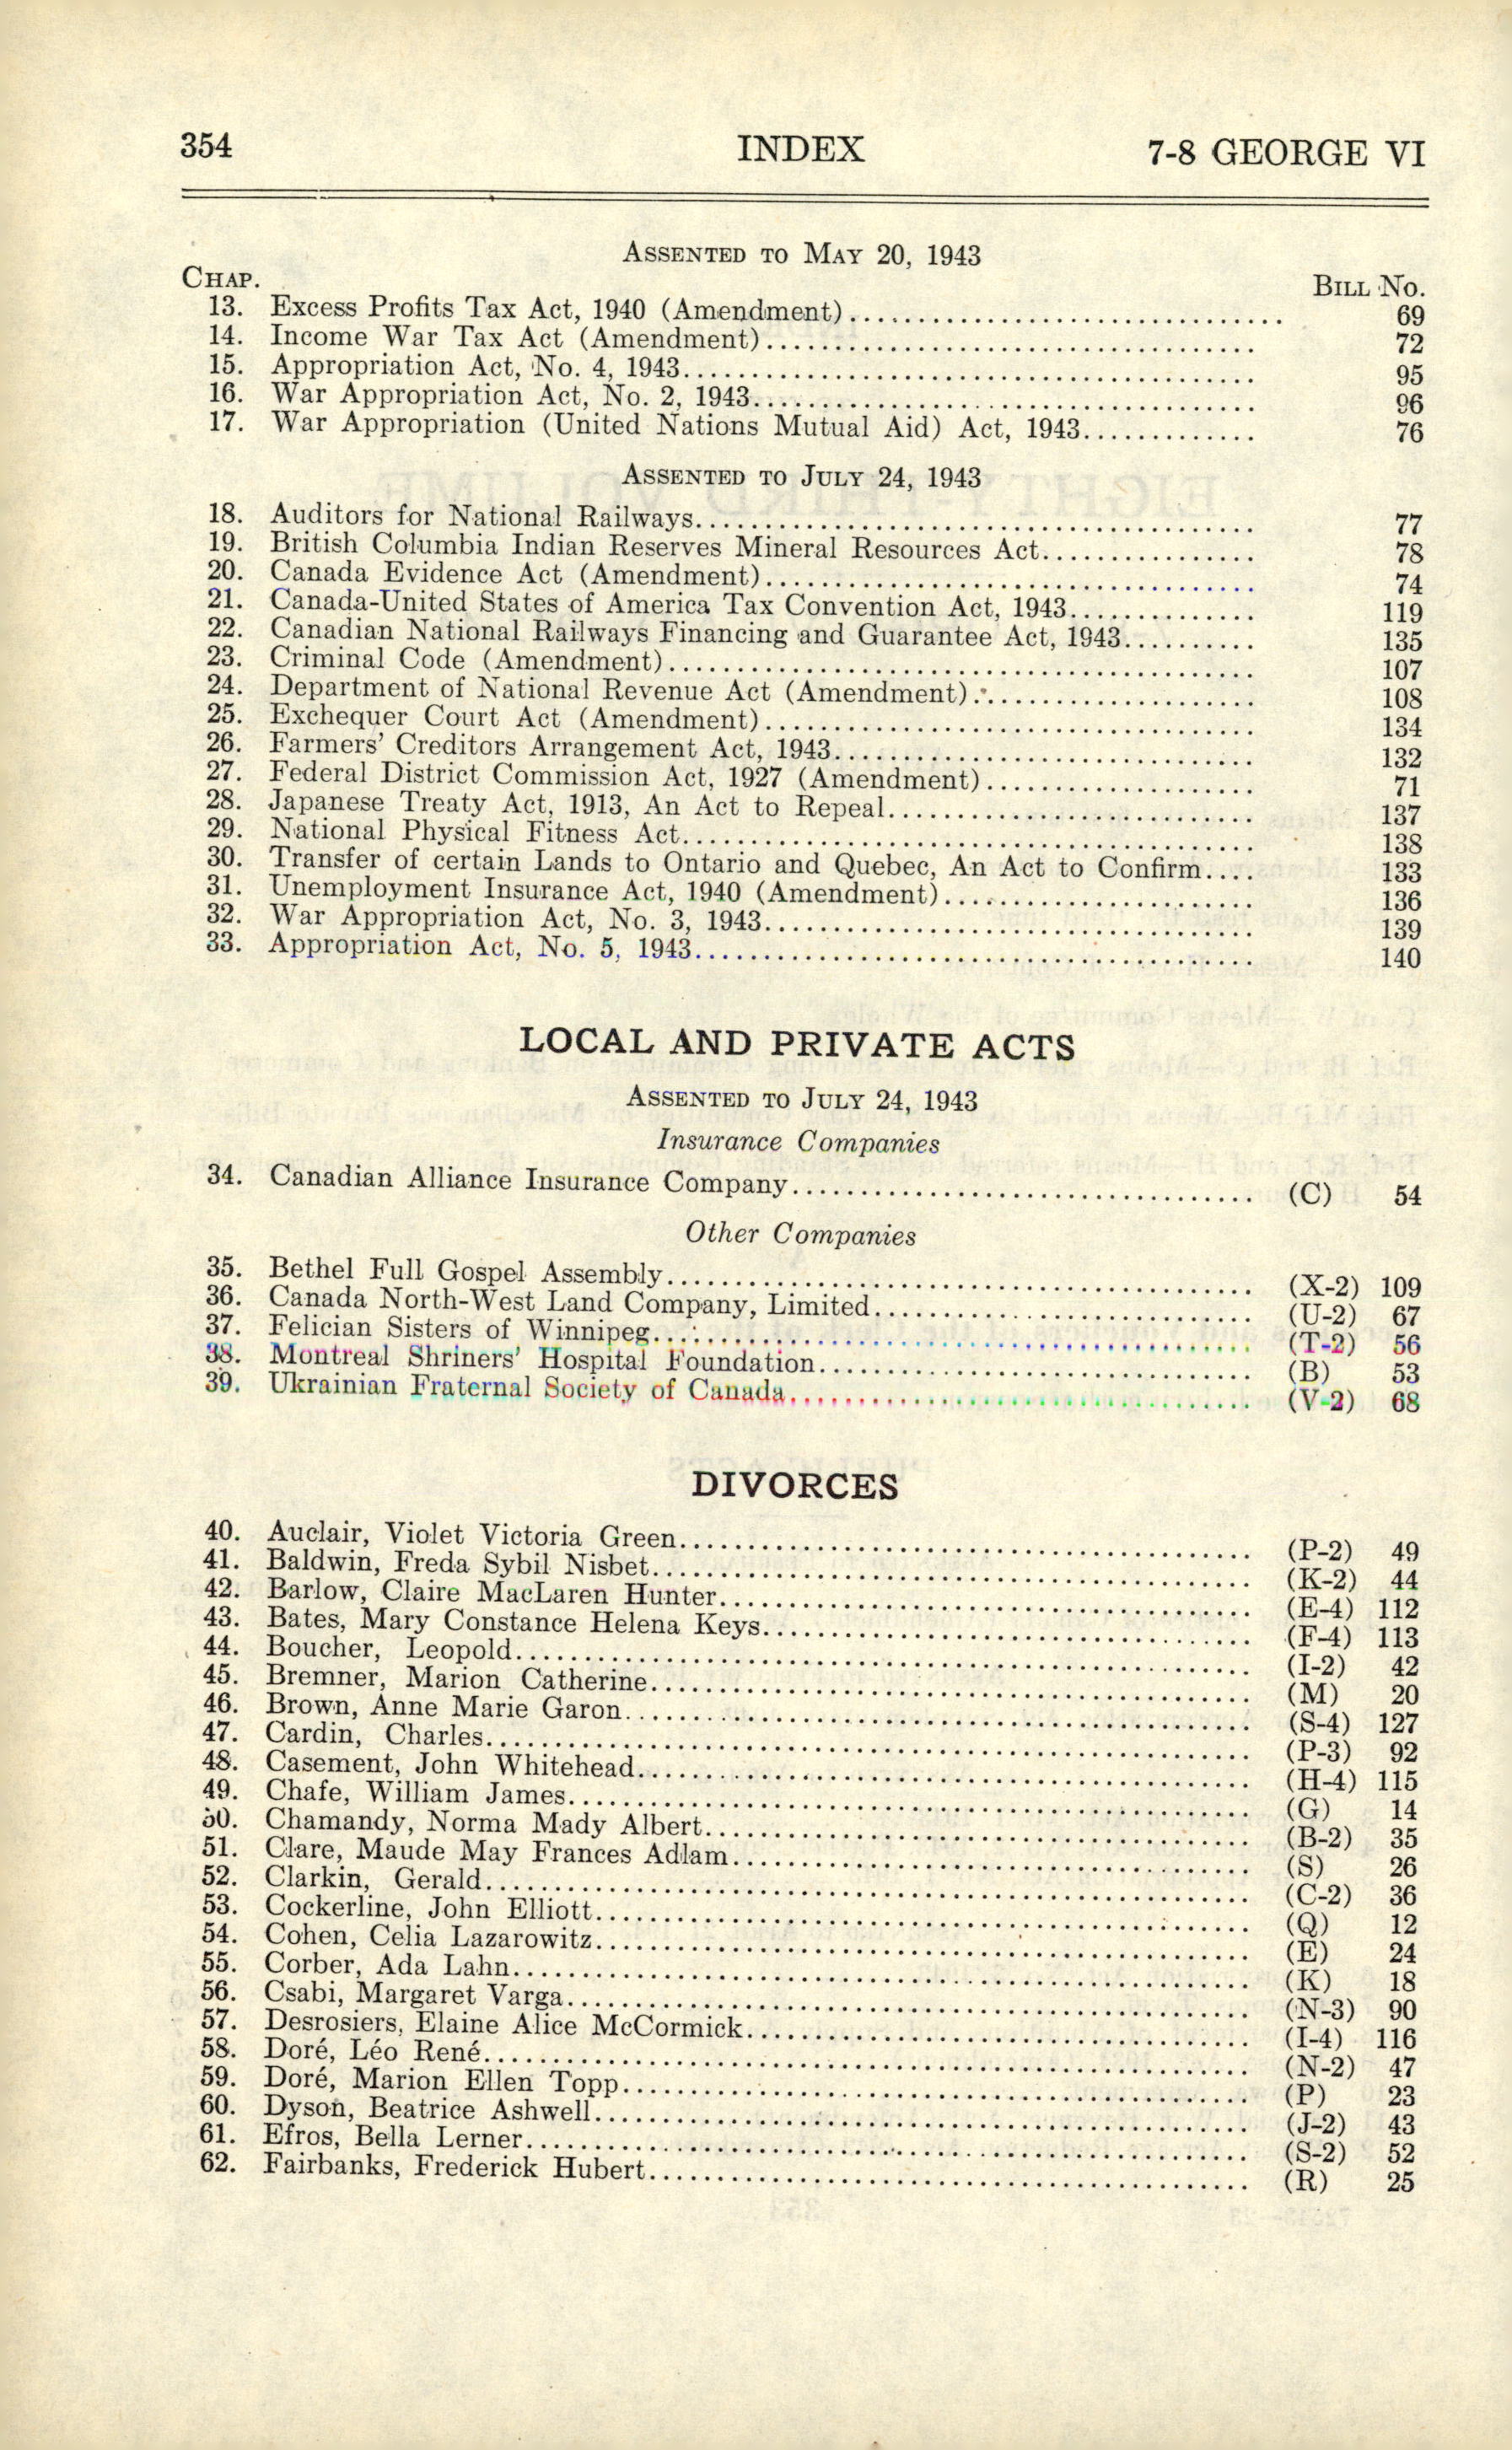 354 INDEX 7-8 GEORGE VI
ASSENTED TO MAY 20, 1943
CHAP. BILL NO.
13. Excess Profits Tax Act, 1940 (Amendment) 69
14. Income War Tax Act (Amendment) 72
15. Appropriation Act, No. 4, 1943 95
16. War Appropriation Act, No. 2, 1943 96
17. War Appropriation (United Nations Mutual Aid) Act, 1943 76
ASSENTED TO JULY 24, 1943
18. Auditors for National Railways 77
19. British Columbia Indian Reserves Mineral Resources Act 78
20. Canada Evidence Act (Amendment) 74
21. Canada-United States of America Tax Convention Act, 1943 119
22. Canadian National Railways Financing and Guarantee Act, 1943 135
23. Criminal Code (Amendment) 107
24. Department of National Revenue Act (Amendment) 108
25. Exchequer Court Act (Amendment) 134
26. Farmers' Creditors Arrangement Act, 1943 132
27. Federal District Commission Act, 1927 (Amendment) 71
28. Japanese Treaty Act, 1913, An Act to Repeal 137
29. National Physical Fitness Act 138
30. Transfer of certain Lands to Ontario and Quebec, An Act to Confirm 133
31. Unemployment Insurance Act, 1940 (Amendment) 136
32. War Appropriation Act, No. 3, 1943 139
33. Appropriation Act, No. 5, 1943 140
LOCAL AND PRIVATE ACTS
ASSENTED TO JULY 24, 1943
Insurance Companies
34. Canadian Alliance Insurance Company (C) 54
Other Companies
35. Bethel Full Gospel Assembly (X-2) 109
36. Canada North-West Land Company, Limited (U-2) 67
37. Felician Sisters of Winnipeg (T-2) 56
38. Montreal Shriners' Hospital Foundation (B) 53
39. Ukrainian Fraternal Society of Canada (V-2) 68
DIVORCES
40. Auclair, Violet Victoria Green (P-2) 49
41. Baldwin, Freda Sybil Nisbet (K-2) 44
42. Barlow, Claire MacLaren Hunter (E-4) 112
43. Bates, Mary Constance Helena Keys (F-4) 113
44. Boucher, Leopold (I-2) 42
45. Bremner, Marion Catherine (M) 20
46. Brown, Anne Marie Garon (S-4) 127
47. Cardin, Charles (P-3) 92
48. Casement, John Whitehead (H-4) 115
49. Chafe, William James (G) 14
50. Chamandy, Norma Mady Albert (B-2) 35
51. Clare, Maude May Frances Adlam (S) 26
52. Clarkin, Gerald (C-2) 36
53. Cockerline, John Elliott (Q) 12
54. Cohen, Celia Lazarowitz (E) 24
55. Corber, Ada Lahn (K) 18
56. Csabi, Margaret Varga (N-3) 90
57. Desrosiers, Elaine Alice McCormick (I-4) 116
58. Doré, Léo René (N-2) 47
59. Doré, Marion Ellen Topp (P) 23
60. Dyson, Beatrice Ashwell (J-2) 43
61. Efros, Bella Lerner (S-2) 52
62. Fairbanks, Frederick Hubert (R) 25